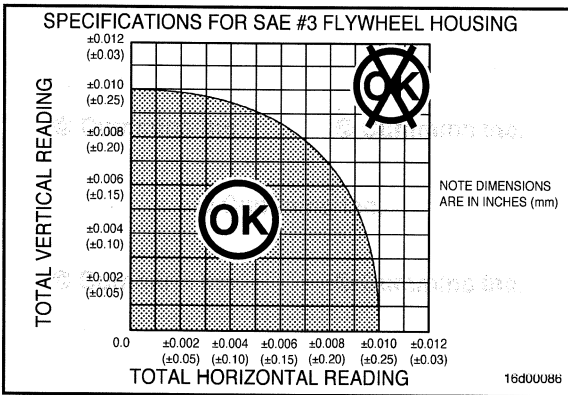 SPECIFICATIONS FOR SAE #3 FLYWHEEL HOUSING
TOTAL VERTICAL READING
±0.012
(±0.03)
±0.010
(±0.25)
±0.008
(±0.20)
±0.006
(±0.15)
±0.004
(±0.10)
±0.002
(±0.05)
OK
OK
NOTE DIMENSIONS
ARE IN INCHES (mm)
0.0 ±0.002 ±0.004 ±0.006 ±0.008 ±0.010 ±0.012
(±0.05) (±0.10) (±0.15) (±0.20) (±0.25) (±0.03)
TOTAL HORIZONTAL READING
16d00086